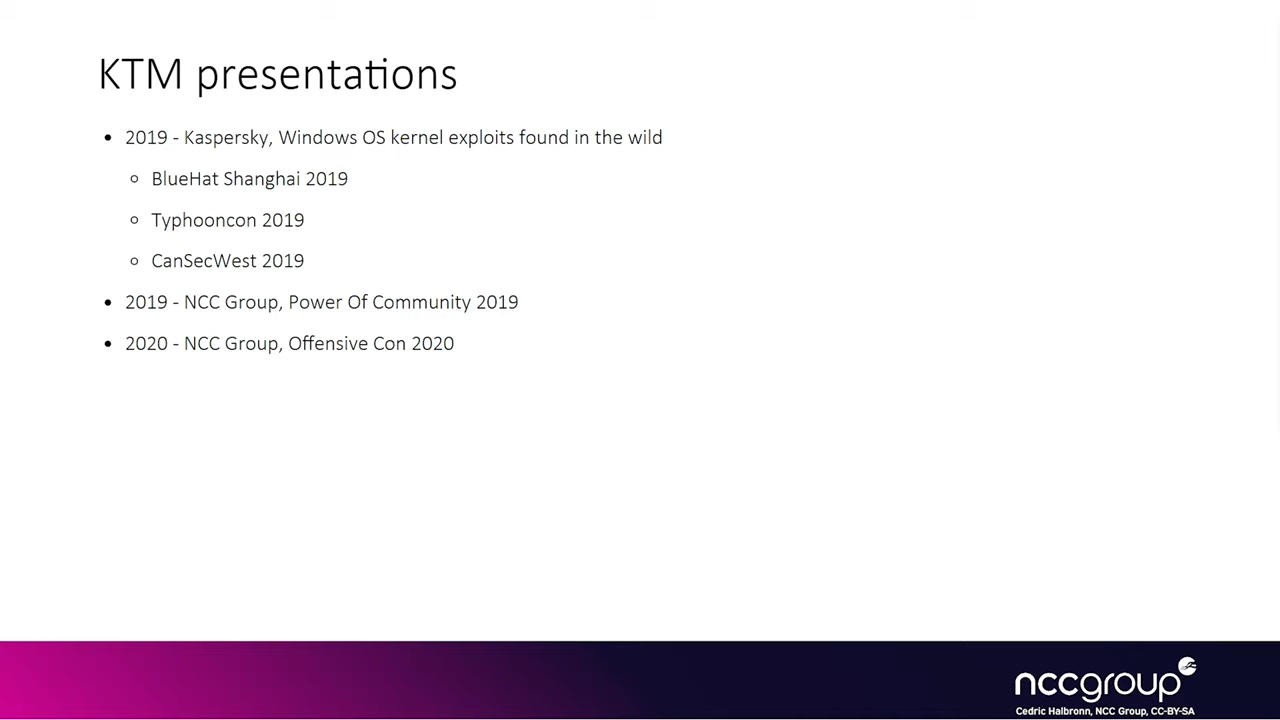 KTM presentations
• 2019 - Kaspersky, Windows OS kernel exploits found in the wild
○ BlueHat Shanghai 2019
○ Typhooncon 2019
○ CanSecWest 2019
• 2019 - NCC Group, Power Of Community 2019
• 2020 - NCC Group, Offensive Con 2020
nccgroup
Cedric Halbronn, NCC Group, CC-BY-SA